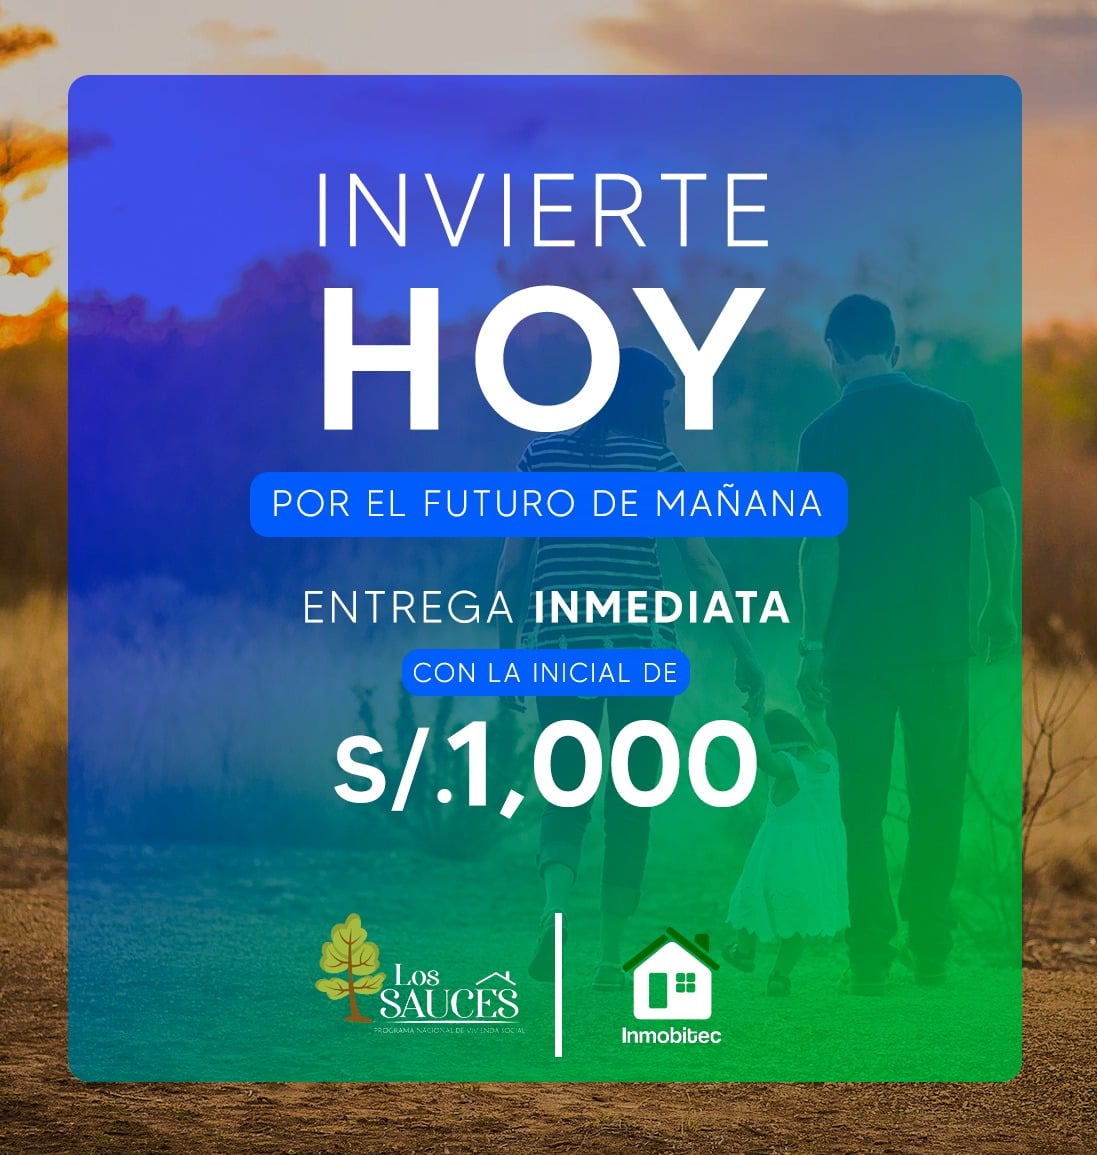 INVIERTE
HOY
POR EL FUTURO DE MAÑANA
ENTREGA INMEDIATA
CON LA INICIAL DE
S/.1,000
Los
SAUCES
PROGRAMA NACIONAL DE VIVIENDA SOCIAL
Inmobitec